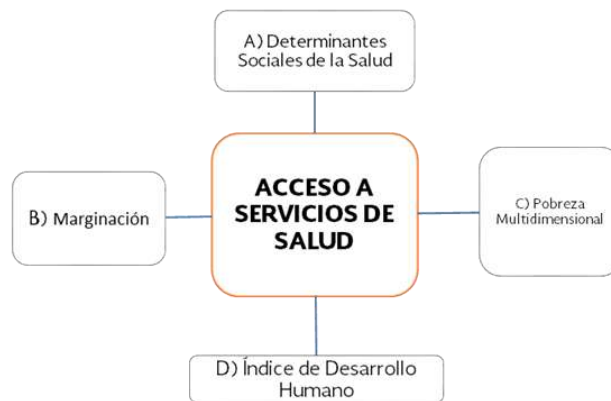 A) Determinantes
Sociales de la Salud
B) Marginación
ACCESO A
SERVICIOS DE
SALUD
C) Pobreza
Multidimensional
D) Índice de Desarrollo
Humano